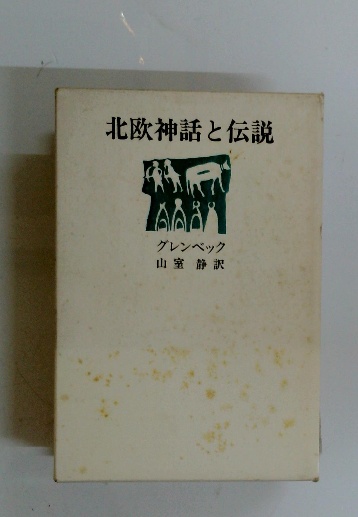 北欧神話と伝説
グレンベック
山室 静 訳